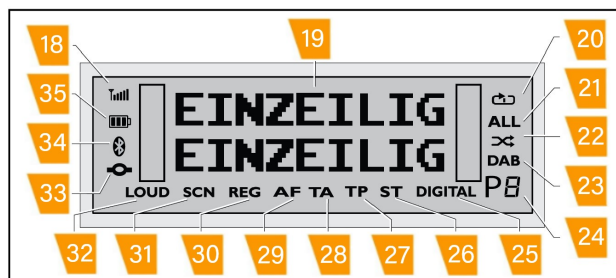 18 19 20
35 EINZEILIG ALL 21
34 EINZEILIG 22
33 DAB 23
LOUD SCN REG AF TA TP ST DIGITAL P8 24
32 31 30 29 28 27 26 25